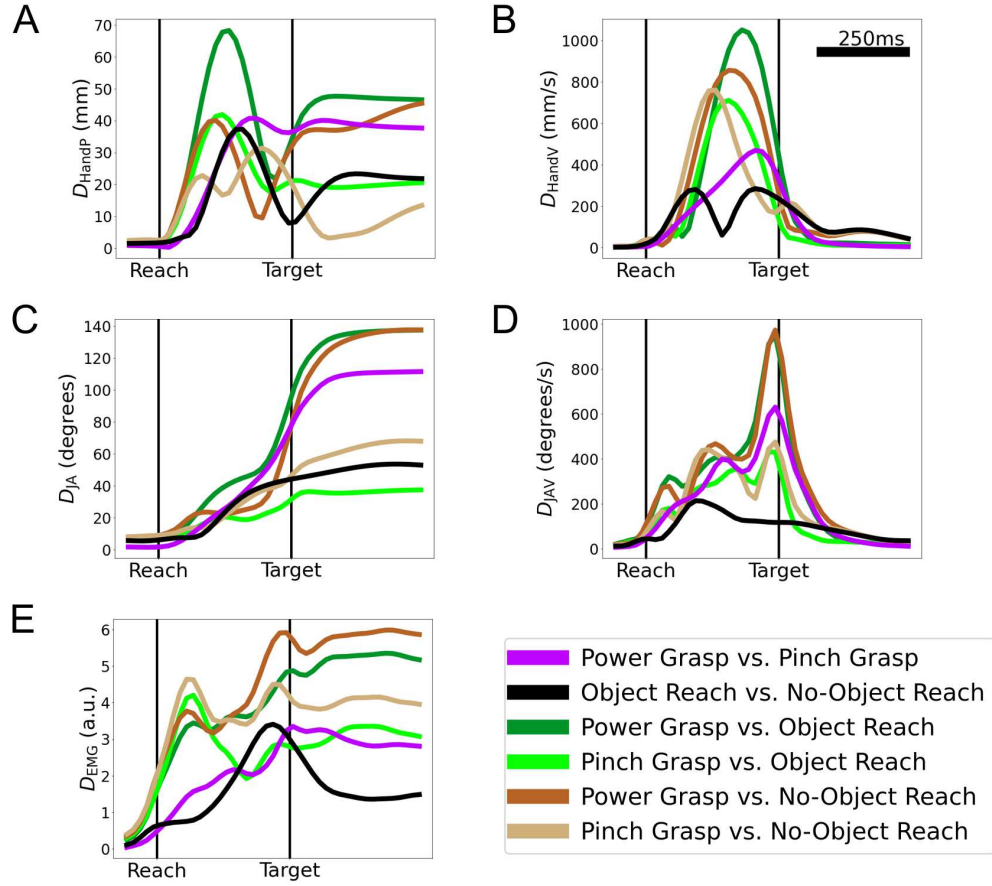 A
D_HandP (mm)
70
60
50
40
30
20
10
0
Reach
Target
B
D_HandV (mm/s)
1000
800
600
400
200
0
250ms
Reach
Target
C
D_JA (degrees)
140
120
100
80
60
40
20
0
Reach
Target
D
D_JAV (degrees/s)
1000
800
600
400
200
0
Reach
Target
E
D_EMG (a.u.)
6
5
4
3
2
1
0
Reach
Target
Power Grasp vs. Pinch Grasp
Object Reach vs. No-Object Reach
Power Grasp vs. Object Reach
Pinch Grasp vs. Object Reach
Power Grasp vs. No-Object Reach
Pinch Grasp vs. No-Object Reach